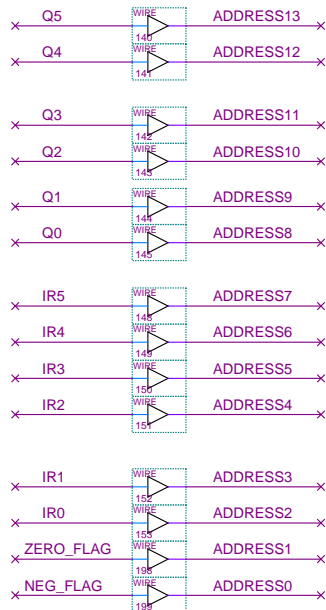 Q5 WIRE ADDRESS13
140
Q4 WIRE ADDRESS12
141
Q3 WIRE ADDRESS11
142
Q2 WIRE ADDRESS10
143
Q1 WIRE ADDRESS9
144
Q0 WIRE ADDRESS8
145
IR5 WIRE ADDRESS7
148
IR4 WIRE ADDRESS6
149
IR3 WIRE ADDRESS5
150
IR2 WIRE ADDRESS4
151
IR1 WIRE ADDRESS3
152
IR0 WIRE ADDRESS2
153
ZERO_FLAG WIRE ADDRESS1
198
NEG_FLAG WIRE ADDRESS0
199